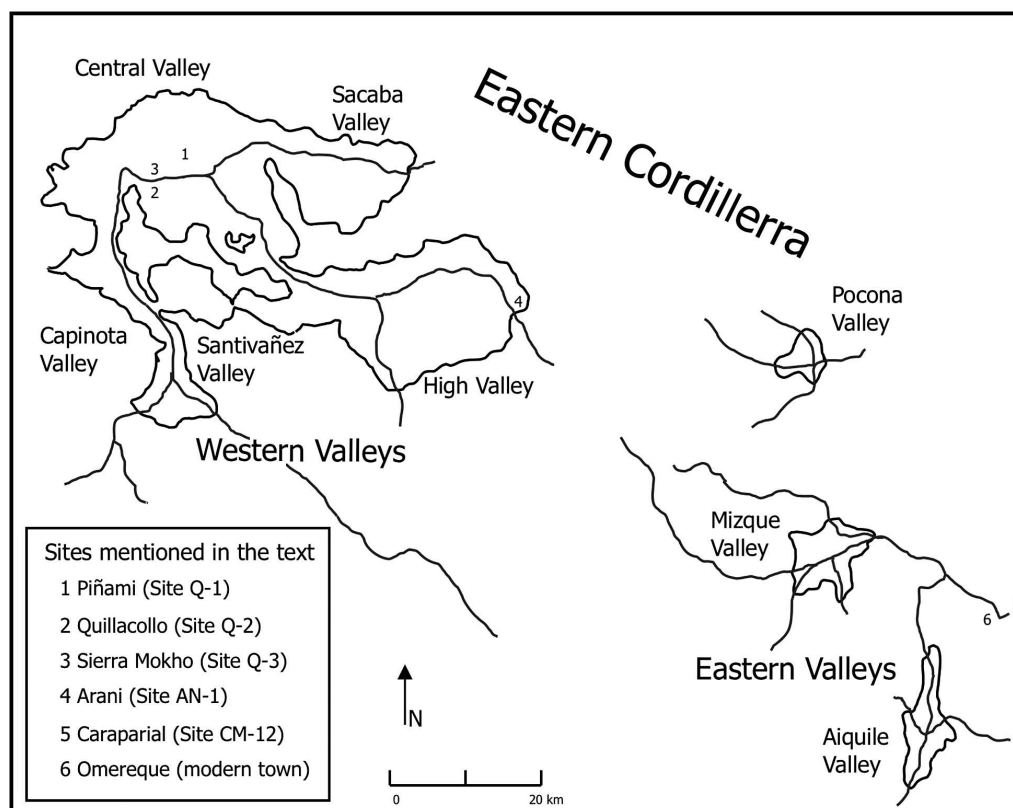 Central Valley
Sacaba
Valley
Eastern Cordillerra
1
3
2
4
Pocona
Valley
Capinota
Valley
Santivañez
Valley
High Valley
Western Valleys
Mizque
Valley
6
Eastern Valleys
Aiquile
Valley
Sites mentioned in the text
1 Piñami (Site Q-1)
2 Quillacollo (Site Q-2)
3 Sierra Mokho (Site Q-3)
4 Arani (Site AN-1)
5 Caraparial (Site CM-12)
6 Omereque (modern town)
N
0 20 km